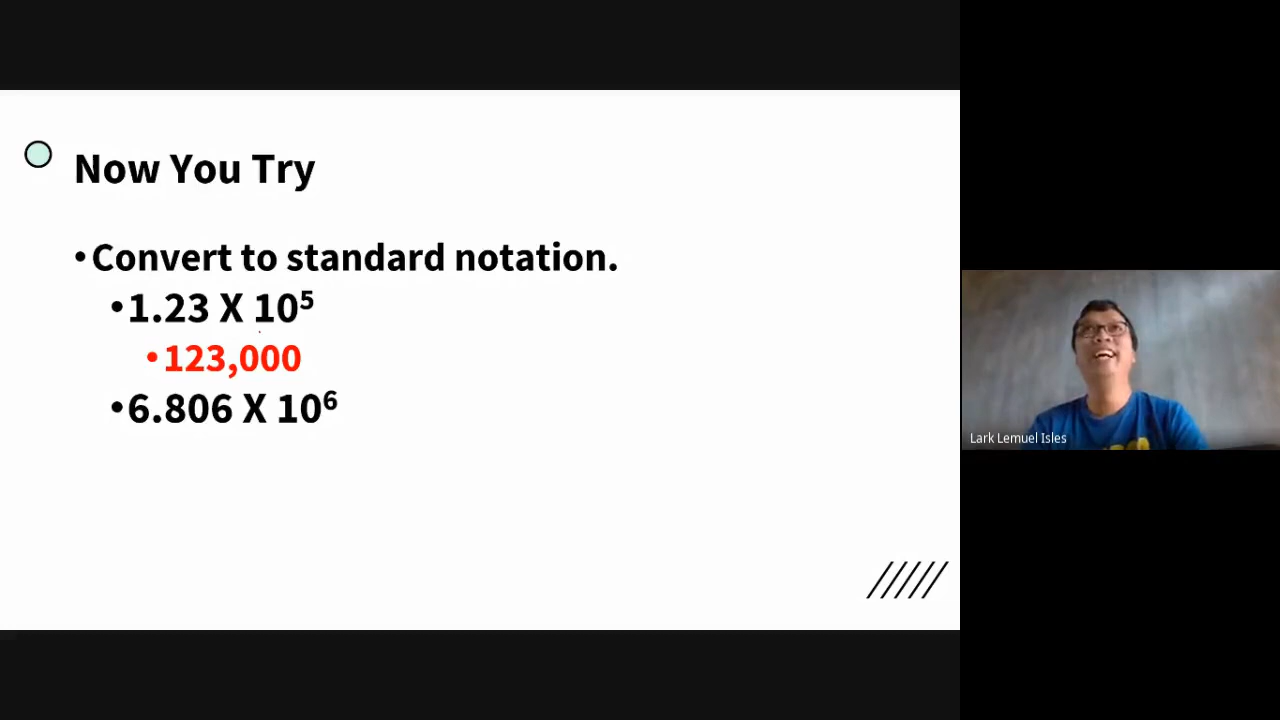 Now You Try
•Convert to standard notation.
•1.23 X 10⁵
•123,000
•6.806 X 10⁶
Lark Lemuel Isles